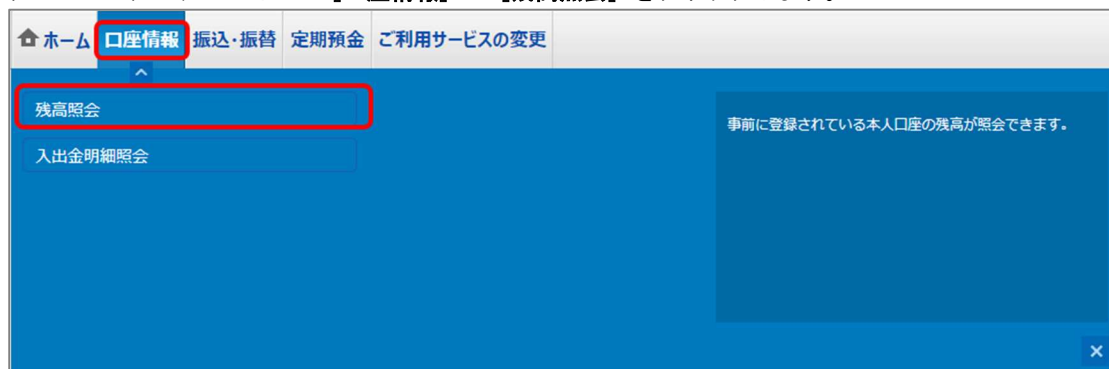 ホーム 口座情報 振込・振替 定期預金 ご利用サービスの変更
残高照会
事前に登録されている本人口座の残高が照会できます。
入出金明細照会